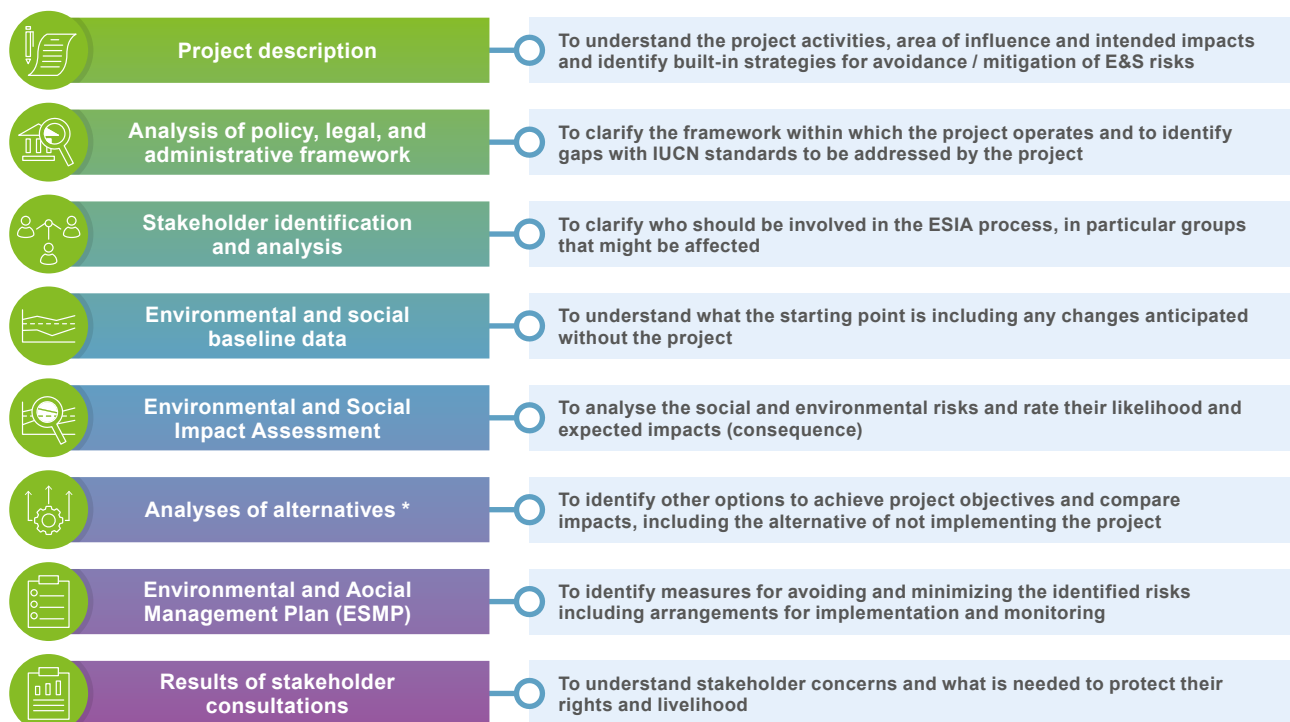 Project description
To understand the project activities, area of influence and intended impacts
and identify built-in strategies for avoidance / mitigation of E&S risks
Analysis of policy, legal, and
administrative framework
To clarify the framework within which the project operates and to identify
gaps with IUCN standards to be addressed by the project
Stakeholder identification
and analysis
To clarify who should be involved in the ESIA process, in particular groups
that might be affected
Environmental and social
baseline data
To understand what the starting point is including any changes anticipated
without the project
Environmental and Social
Impact Assessment
To analyse the social and environmental risks and rate their likelihood and
expected impacts (consequence)
Analyses of alternatives *
To identify other options to achieve project objectives and compare
impacts, including the alternative of not implementing the project
Environmental and Aocial
Management Plan (ESMP)
To identify measures for avoiding and minimizing the identified risks
including arrangements for implementation and monitoring
Results of stakeholder
consultations
To understand stakeholder concerns and what is needed to protect their
rights and livelihood